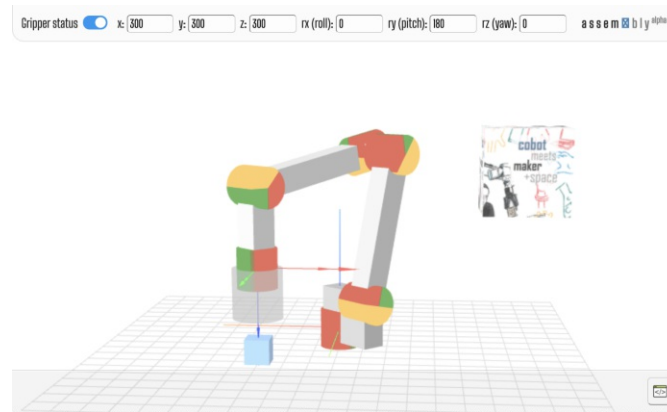 Gripper status x: 300 y: 300 z: 300 rx (roll): 0 ry (pitch): 180 rz (yaw): 0 assembly alpha
cobot
meets
maker
+space
</>